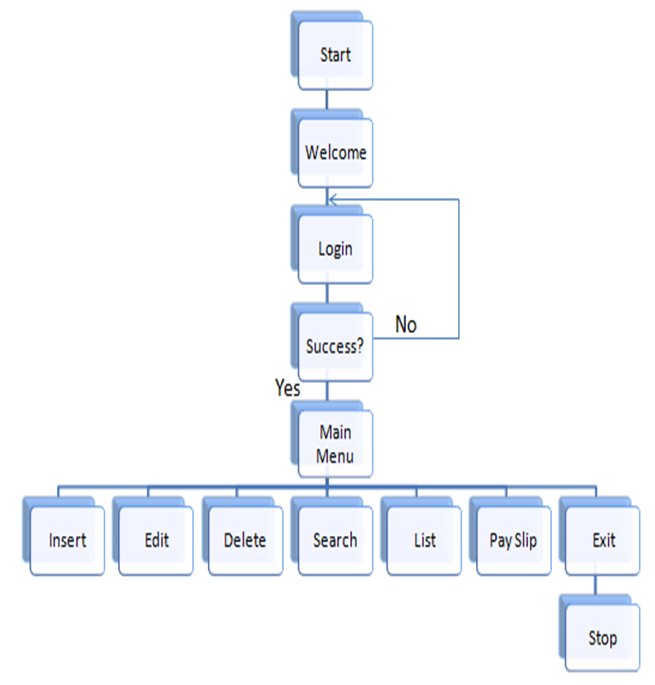 Start
Welcome
Login
Success?
No
Yes
Main
Menu
Insert
Edit
Delete
Search
List
Pay Slip
Exit
Stop